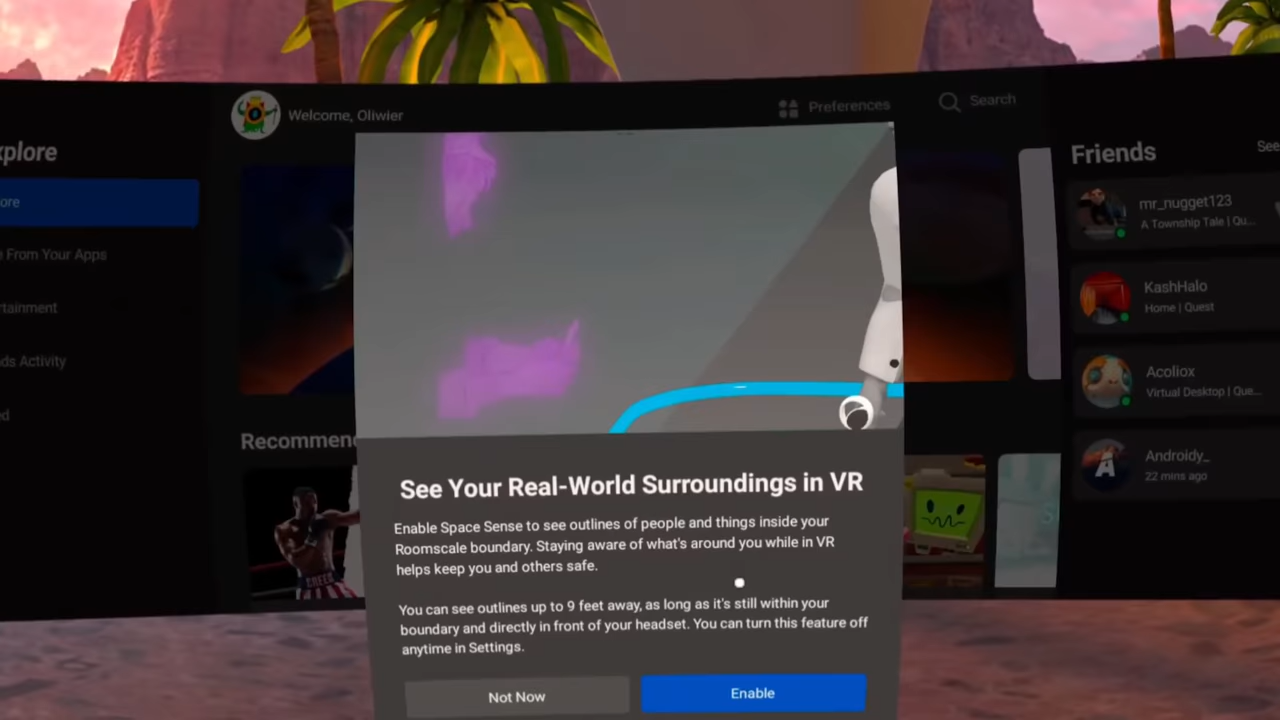 Welcome, Oliwier
Preferences
Search
xplore
ore
e From Your Apps
rtainment
ds Activity
d
Recommen
Friends
See
mr_nugget123
A Township Tale | Qu...
KashHalo
Home | Quest
Acoliox
Virtual Desktop | Que...
Androidy_
22 mins ago
A
CREED
See Your Real-World Surroundings in VR
Enable Space Sense to see outlines of people and things inside your
Roomscale boundary. Staying aware of what's around you while in VR
helps keep you and others safe.
You can see outlines up to 9 feet away, as long as it's still within your
boundary and directly in front of your headset. You can turn this feature off
anytime in Settings.
Not Now
Enable